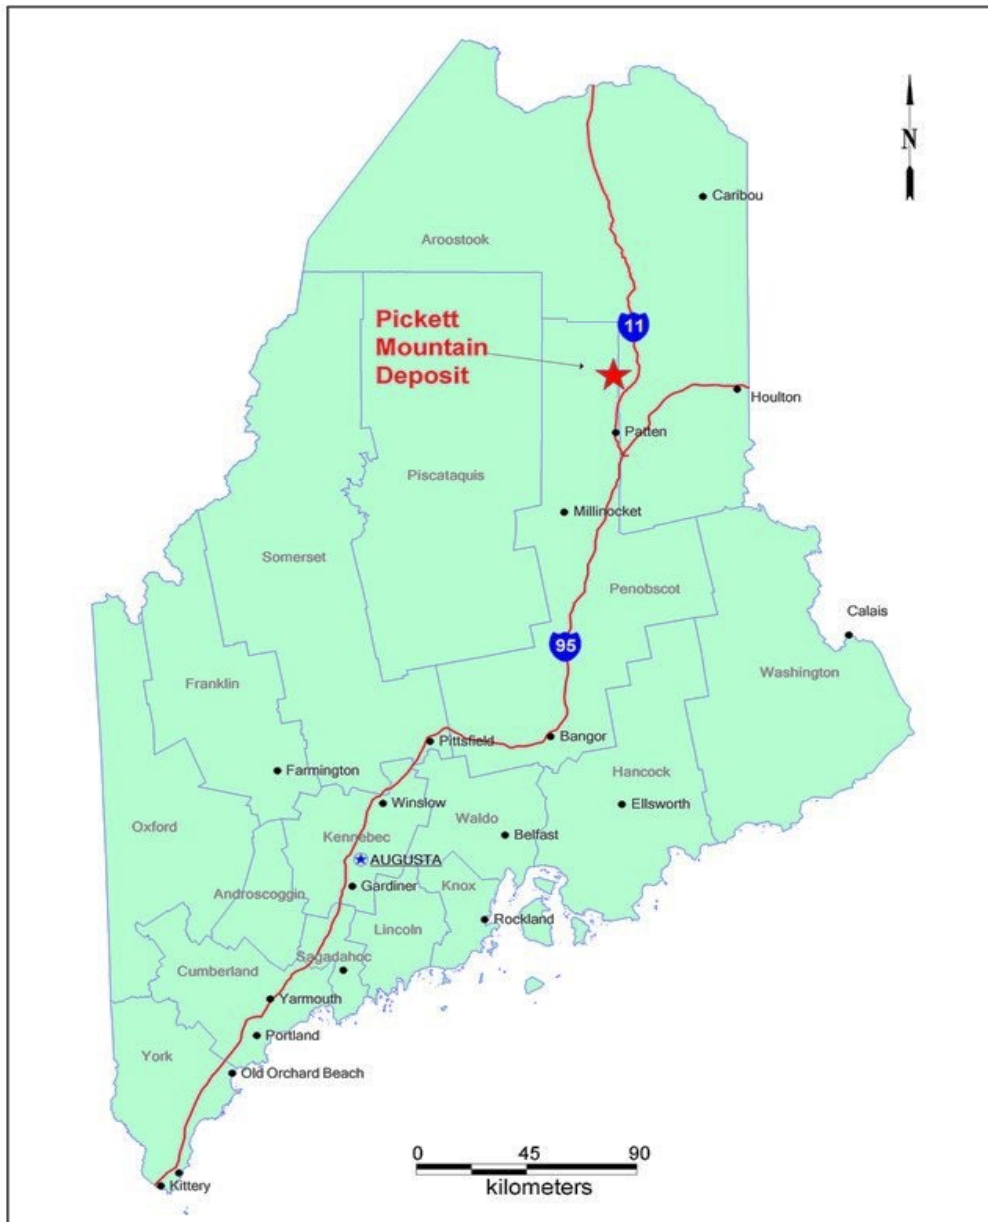 N
Caribou
Aroostook
Pickett
Mountain
Deposit
11
Houlton
Patten
Piscataquis
Millinocket
Somerset
Penobscot
Calais
95
Washington
Franklin
Pittsfield
Bangor
Farmington
Hancock
Winslow
Ellsworth
Oxford
Waldo
Kennebec
Belfast
AUGUSTA
Androscoggin
Gardiner
Knox
Rockland
Lincoln
Sagadahoc
Cumberland
Yarmouth
Portland
York
Old Orchard Beach
0 45 90
kilometers
Kittery